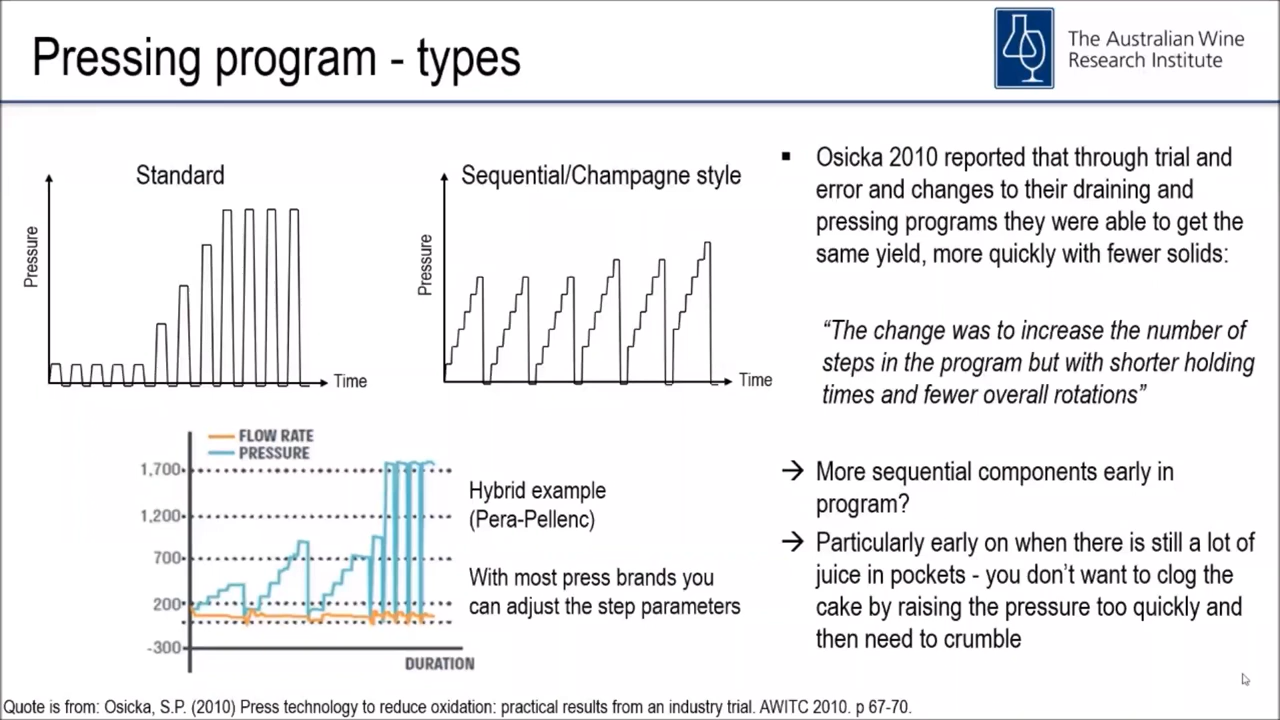 Pressing program - types
The Australian Wine
Research Institute
Standard
Pressure
Time
Sequential/Champagne style
Pressure
Time
FLOW RATE
PRESSURE
1,700
1,200
700
200
-300
DURATION
Hybrid example
(Pera-Pellenc)
With most press brands you
can adjust the step parameters
▪ Osicka 2010 reported that through trial and
error and changes to their draining and
pressing programs they were able to get the
same yield, more quickly with fewer solids:
“The change was to increase the number of
steps in the program but with shorter holding
times and fewer overall rotations”
→ More sequential components early in
program?
→ Particularly early on when there is still a lot of
juice in pockets - you don’t want to clog the
cake by raising the pressure too quickly and
then need to crumble
Quote is from: Osicka, S.P. (2010) Press technology to reduce oxidation: practical results from an industry trial. AWITC 2010. p 67-70.